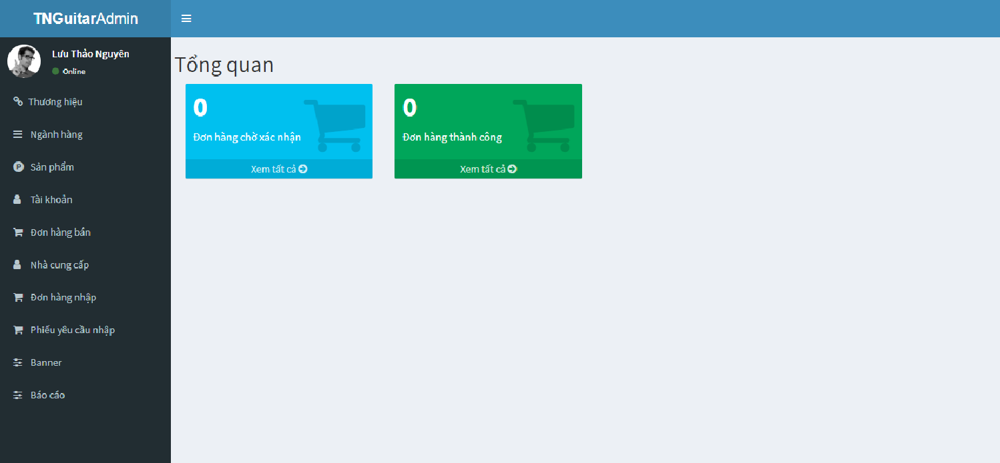 TNGuitarAdmin
Lưu Thảo Nguyên
Online
Thương hiệu
Ngành hàng
Sản phẩm
Tài khoản
Đơn hàng bán
Nhà cung cấp
Đơn hàng nhập
Phiếu yêu cầu nhập
Banner
Báo cáo
Tổng quan
0
Đơn hàng chờ xác nhận
Xem tất cả
0
Đơn hàng thành công
Xem tất cả